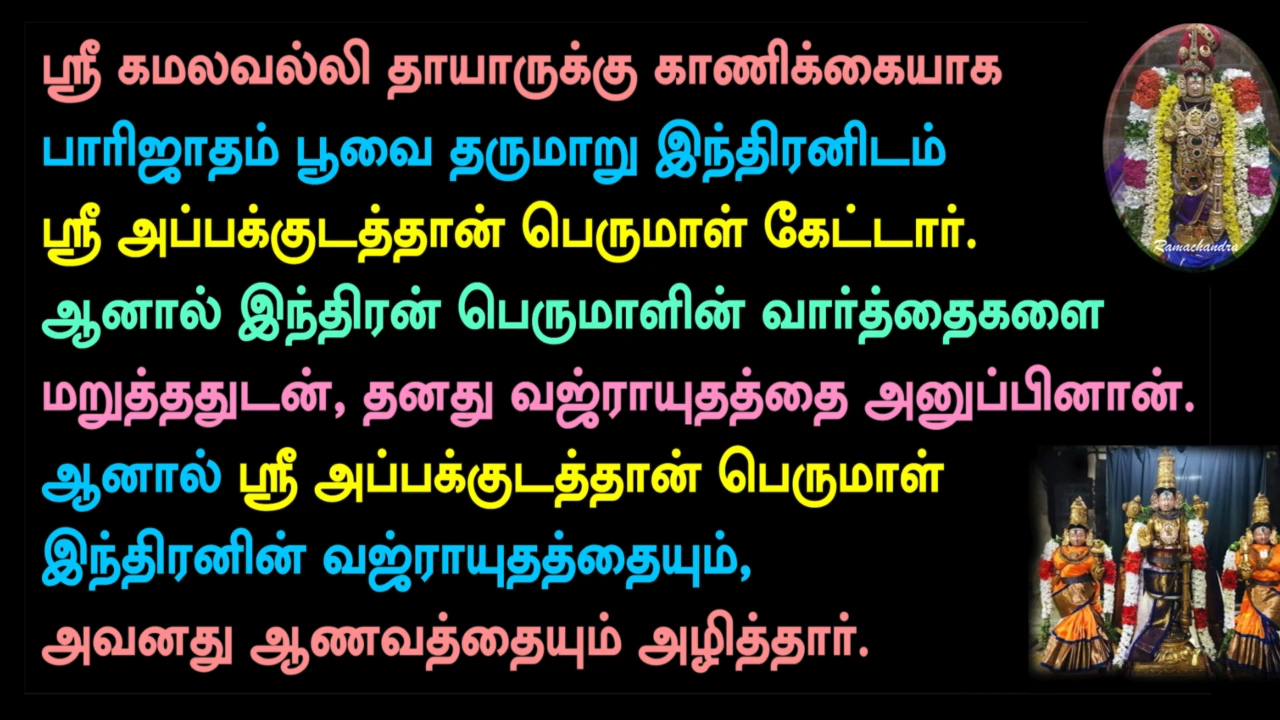 ஸ்ரீ கமலவல்லி தாயாருக்கு காணிக்கையாக
பாரிஜாதம் பூவை தருமாறு இந்திரனிடம்
ஸ்ரீ அப்பக்குடத்தான் பெருமாள் கேட்டார்.
ஆனால் இந்திரன் பெருமாளின் வார்த்தைகளை
மறுத்ததுடன், தனது வஜ்ராயுதத்தை அனுப்பினான்.
ஆனால் ஸ்ரீ அப்பக்குடத்தான் பெருமாள்
இந்திரனின் வஜ்ராயுதத்தையும்,
அவனது ஆணவத்தையும் அழித்தார்.
Ramachandra